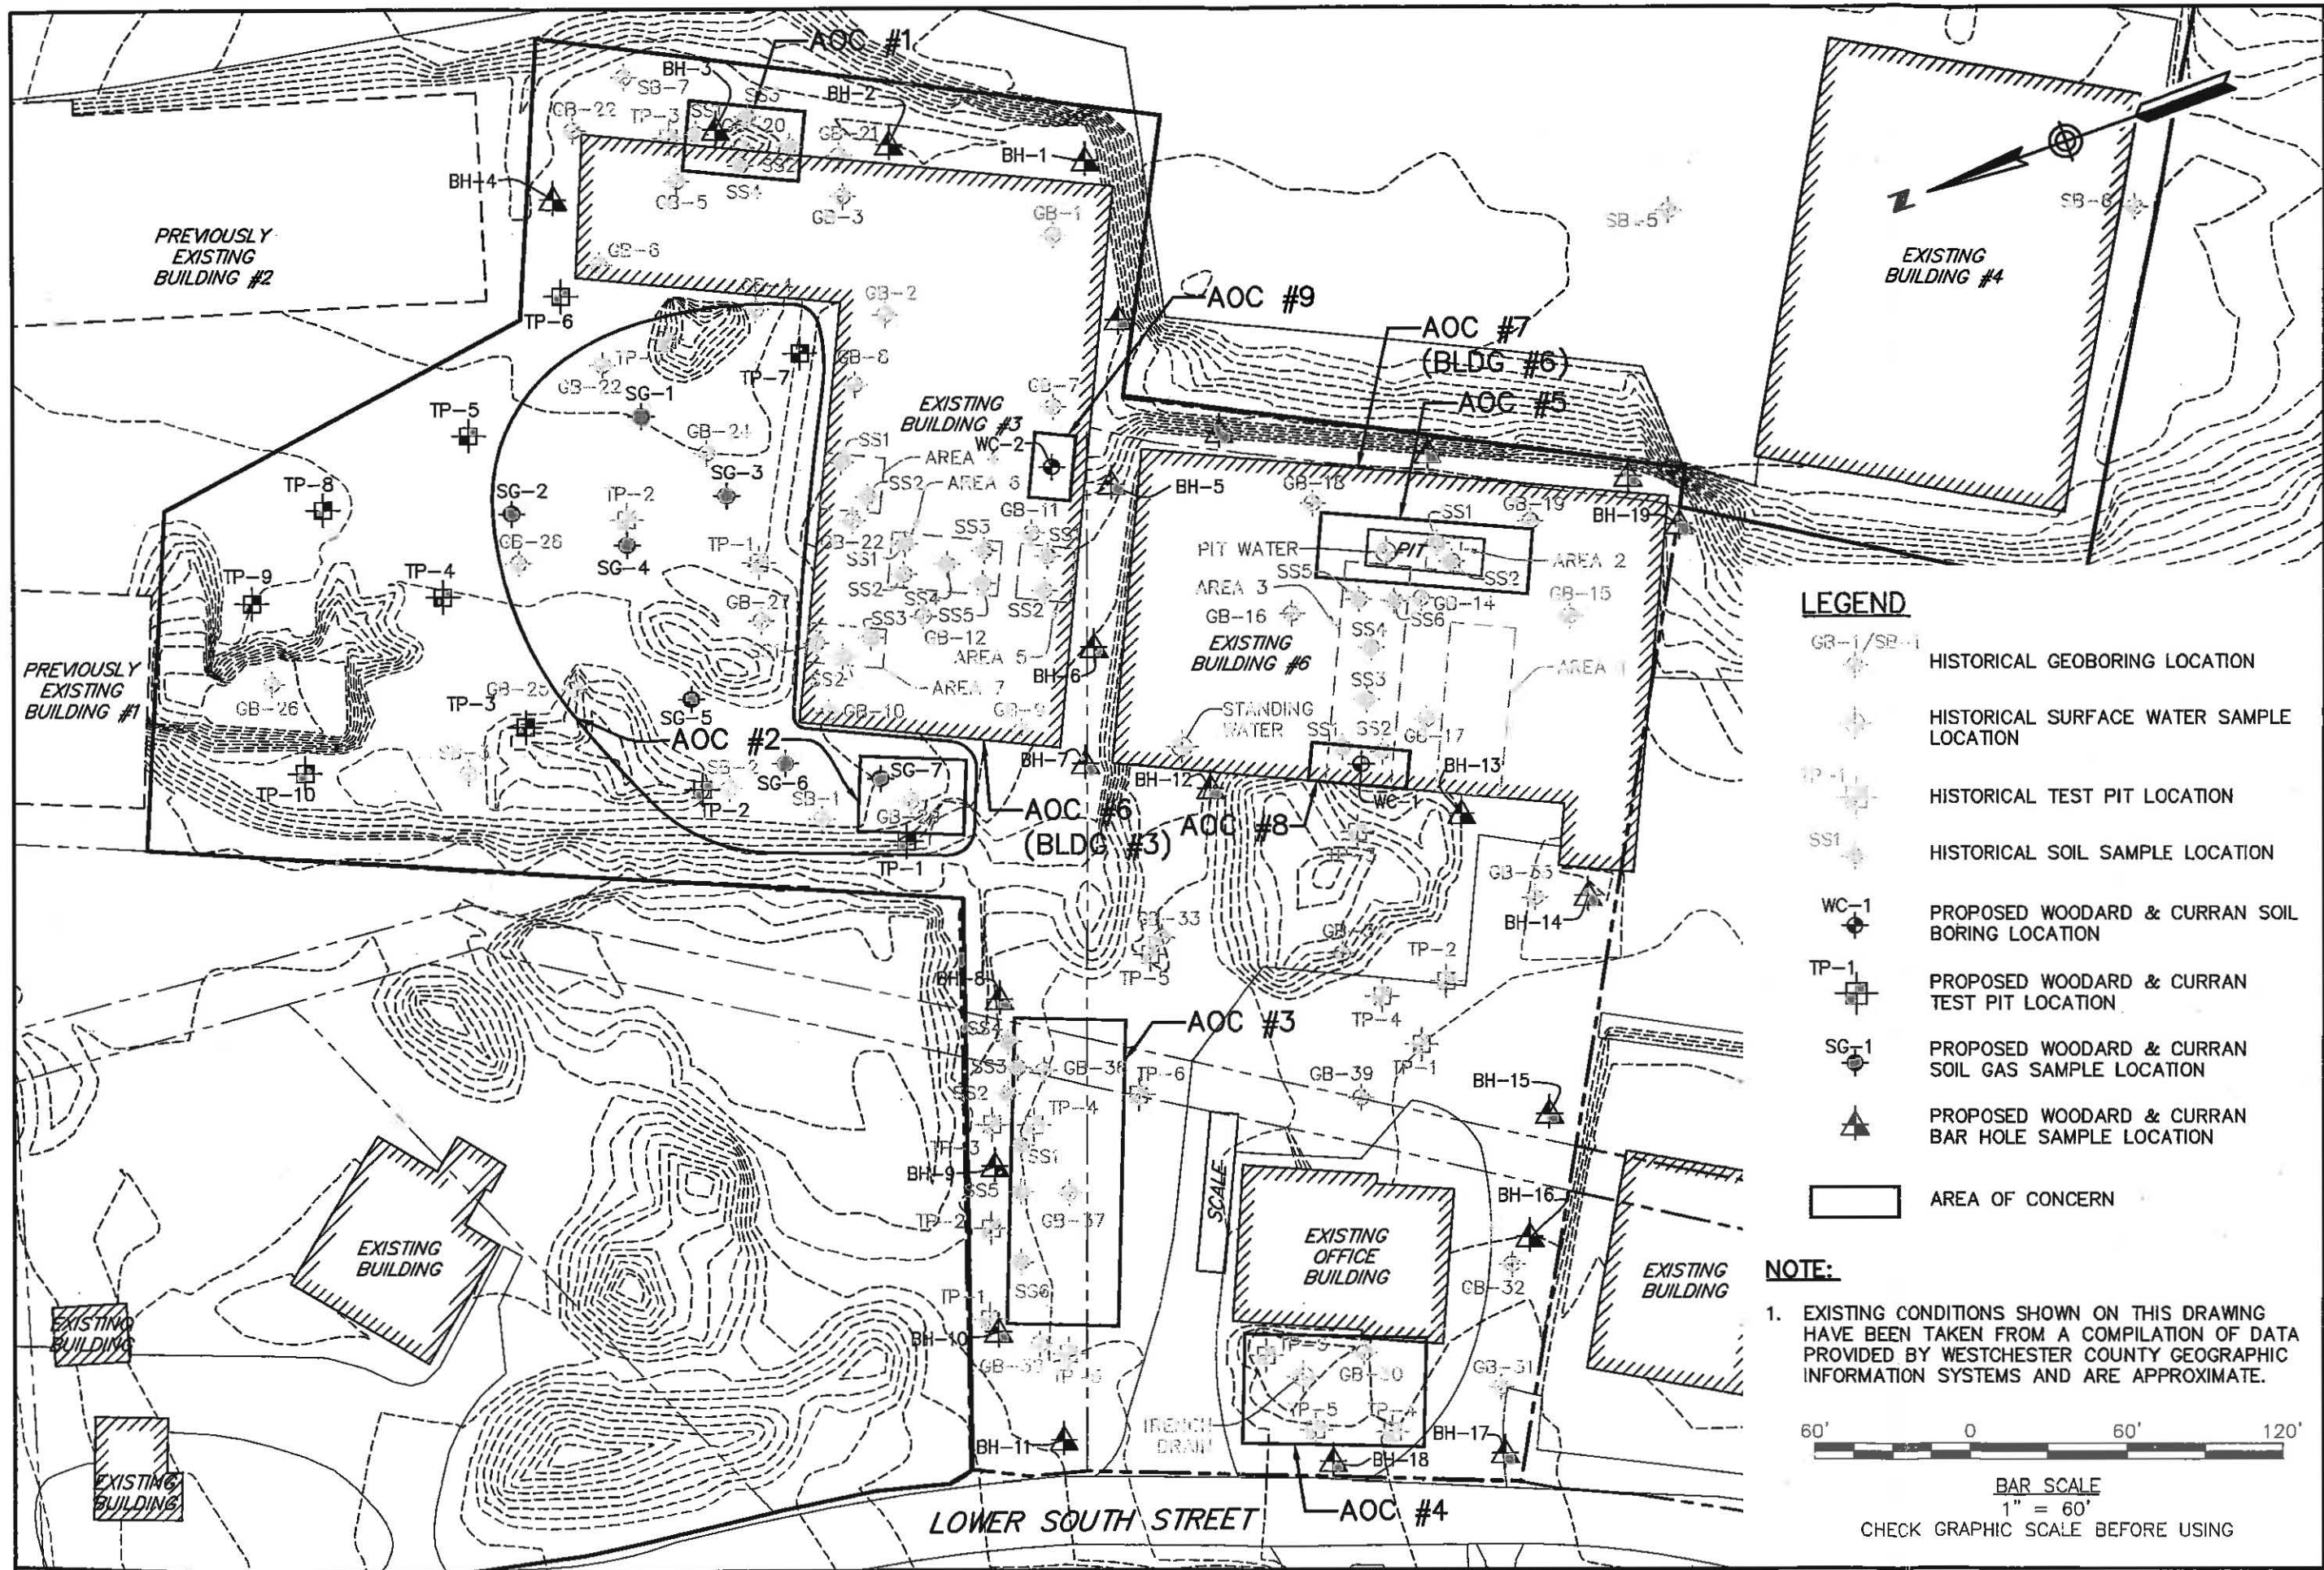 AOC #1
BH-3
SB-7
SS3
BH-2
GB-22
TP-3
SS1
GB-21
BH-1
SS2
BH-4
SS4
GB-5
GB-3
GB-1
SB-5
PREVIOUSLY
EXISTING
BUILDING #2
EXISTING
BUILDING #4
Z
GB-6
GB-2
AOC #9
TP-6
AOC #7
(BLDG #6)
TP-7
GB-8
GB-22
SG-1
GB-7
AOC #5
TP-5
EXISTING
BUILDING #3
WC-2
GB-24
SS1
AREA
SG-3
SS2
AREA 6
TP-8
SG-2
TP-2
BH-5
GB-18
GB-11
GB-19
BH-19
SS1
SS3
GB-28
SG-4
TP-1
GB-22
SS1
PIT WATER
PIT
AREA 2
SS2
TP-9
TP-4
SS2
SS4
SS5
SS2
SS5
AREA 3
GB-14
GB-15
GB-27
SS3
GB-12
GB-16
SS6
SS4
AREA 5
EXISTING
BUILDING #6
PREVIOUSLY
EXISTING
BUILDING #1
SS2
AREA 7
BH-6
SS3
AREA
GB-26
TP-3
GB-25
SG-5
GB-10
GB-9
STANDING
WATER
SS1
SS2
GB-17
AOC #2
SG-7
BH-7
BH-12
BH-13
TP-10
SB-2
SG-6
TP-2
SB-1
WC-1
AOC #6
(BLDG #3)
AOC #8
TP-1
GB-33
BH-14
GB-33
TP-2
TP-5
BH-8
TP-4
SS4
AOC #3
SS3
GB-36
TP-6
GB-39
TP-1
BH-15
SS2
TP-4
TP-3
SS1
BH-9
SS5
TP-2
GB-37
SCALE
BH-16
EXISTING
BUILDING
EXISTING
OFFICE
BUILDING
EXISTING
BUILDING
GB-32
SS6
TP-1
BH-10
EXISTING
BUILDING
GB-30
GB-31
TP-5
TP-4
BH-11
TRENCH
DRAIN
BH-17
BH-18
EXISTING
BUILDING
AOC #4
LOWER SOUTH STREET
LEGEND
GB-1/SB-1
HISTORICAL GEOBORING LOCATION
HISTORICAL SURFACE WATER SAMPLE
LOCATION
TP-1
HISTORICAL TEST PIT LOCATION
SS1
HISTORICAL SOIL SAMPLE LOCATION
WC-1
PROPOSED WOODARD & CURRAN SOIL
BORING LOCATION
TP-1
PROPOSED WOODARD & CURRAN
TEST PIT LOCATION
SG-1
PROPOSED WOODARD & CURRAN
SOIL GAS SAMPLE LOCATION
PROPOSED WOODARD & CURRAN
BAR HOLE SAMPLE LOCATION
AREA OF CONCERN
NOTE:
1. EXISTING CONDITIONS SHOWN ON THIS DRAWING
HAVE BEEN TAKEN FROM A COMPILATION OF DATA
PROVIDED BY WESTCHESTER COUNTY GEOGRAPHIC
INFORMATION SYSTEMS AND ARE APPROXIMATE.
60' 0 60' 120'
BAR SCALE
1" = 60'
CHECK GRAPHIC SCALE BEFORE USING